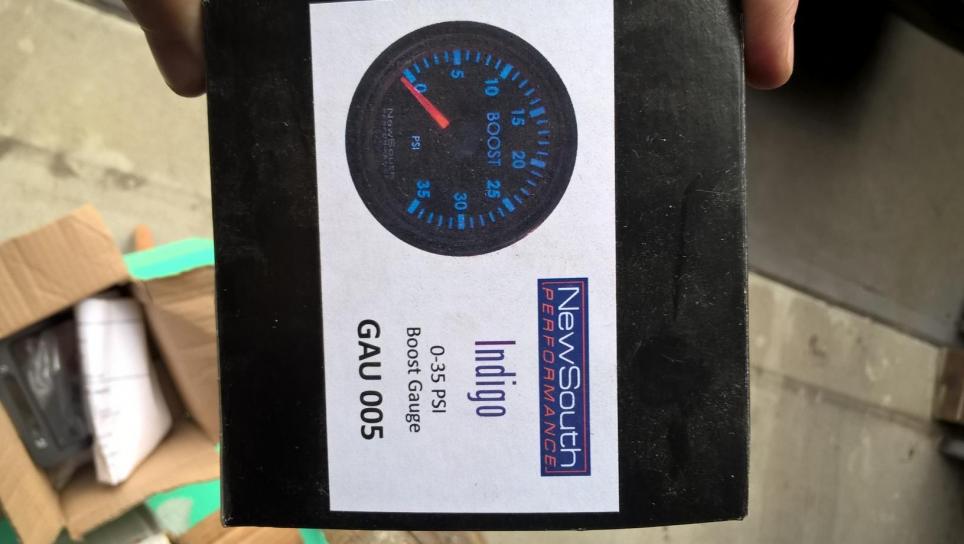 0
5
10
15
20
25
30
35
BOOST
PSI
NewSouth
NewSouth
PERFORMANCE
Indigo
0-35 PSI
Boost Gauge
GAU 005